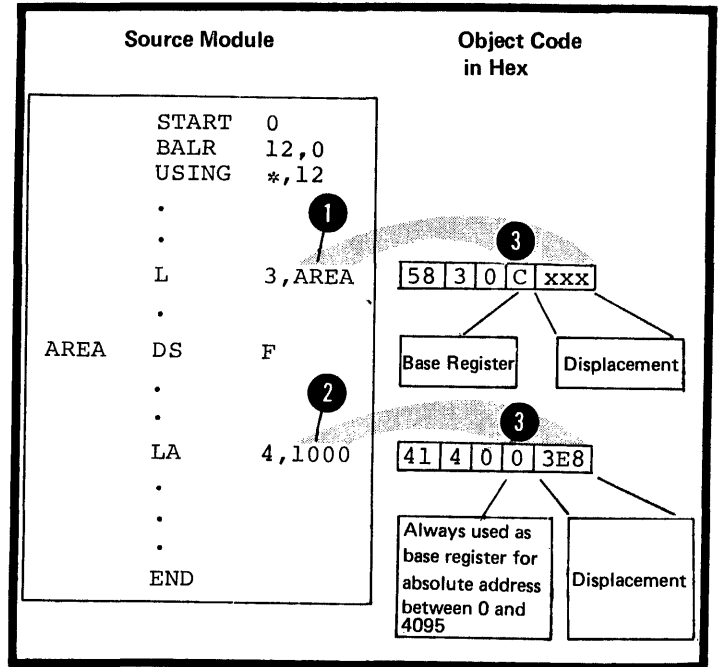 Source Module
Object Code
in Hex
START 0
BALR 12,0
USING *,12
.
.
1
3
L 3,AREA
58 3 0 C xxx
.
Base Register
Displacement
AREA DS F
.
.
2
3
LA 4,1000
41 4 0 0 3E8
.
.
.
END
Always used as
base register for
absolute address
between 0 and
4095
Displacement